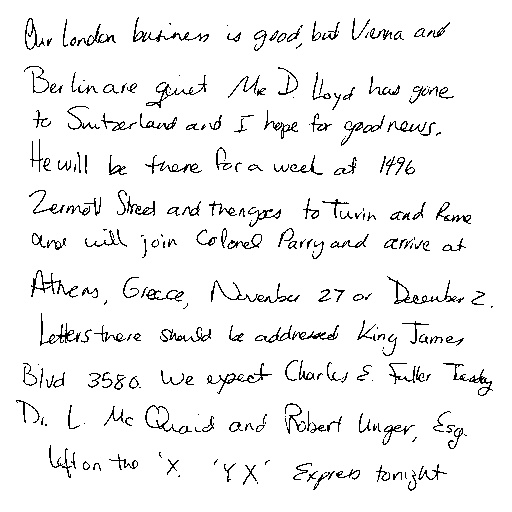 Our London business is good, but Vienna and
Berlin are quiet Mr D. Lloyd has gone
to Switzerland and I hope for good news.
He will be there for a week at 1496
Zermott Street and then goes to Turin and Rome
and will join Colonel Parry and arrive at
Athens, Greece, November 27 or December 2.
Letters there should be addressed King James
Blvd 3580. We expect Charles E. Fuller Tuesday
Dr. L. Mc Quaid and Robert Unger, Esq.
left on the 'X. 'Y X' Express tonight